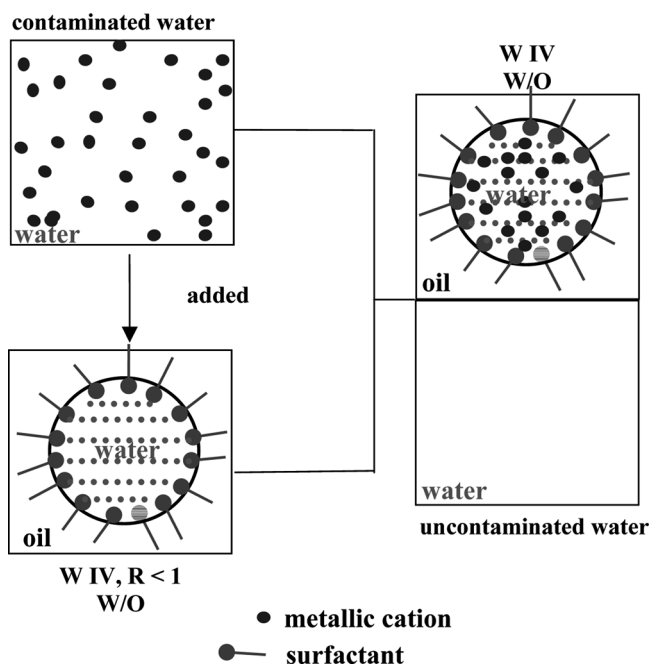 contaminated water
water
added
W IV
W/O
water
oil
water
uncontaminated water
water
oil
W IV, R < 1
W/O
metallic cation
surfactant